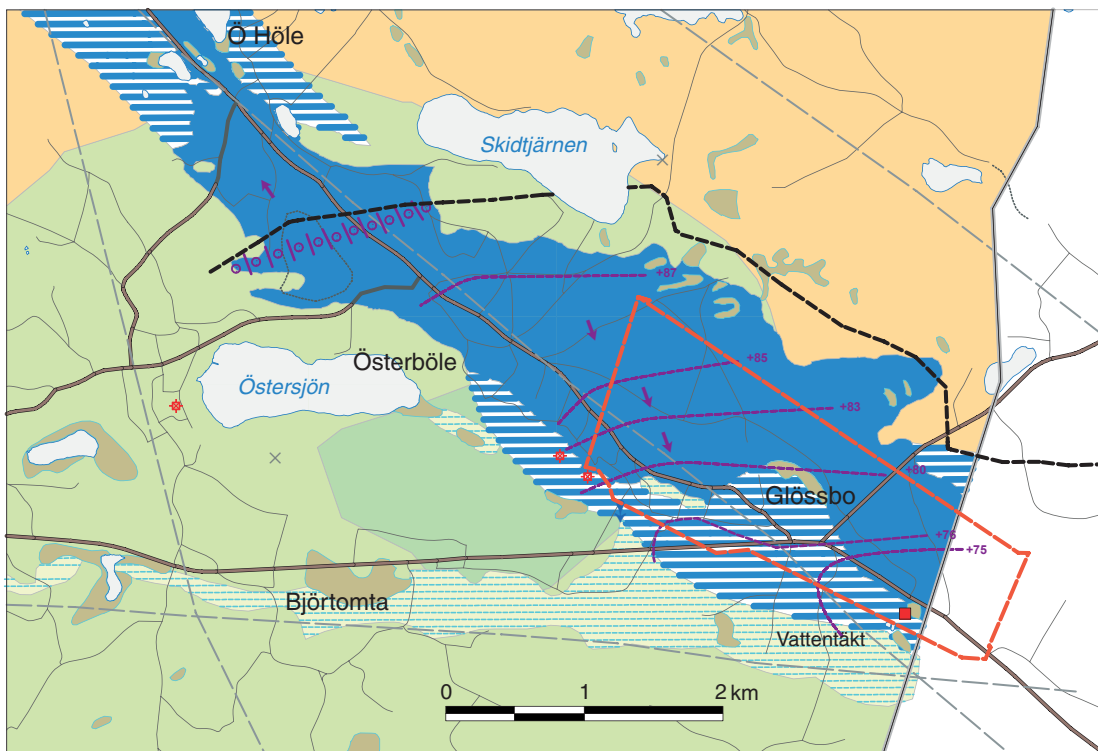 Ö Höle
Skidtjärnen
+87
Österböle
+85
Östersjön
+83
+80
Glössbo
+76
+75
Björtomta
Vattentäkt
0 1 2 km